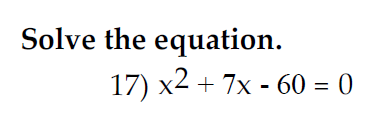 Solve the equation.
17) x2 + 7x - 60 = 0